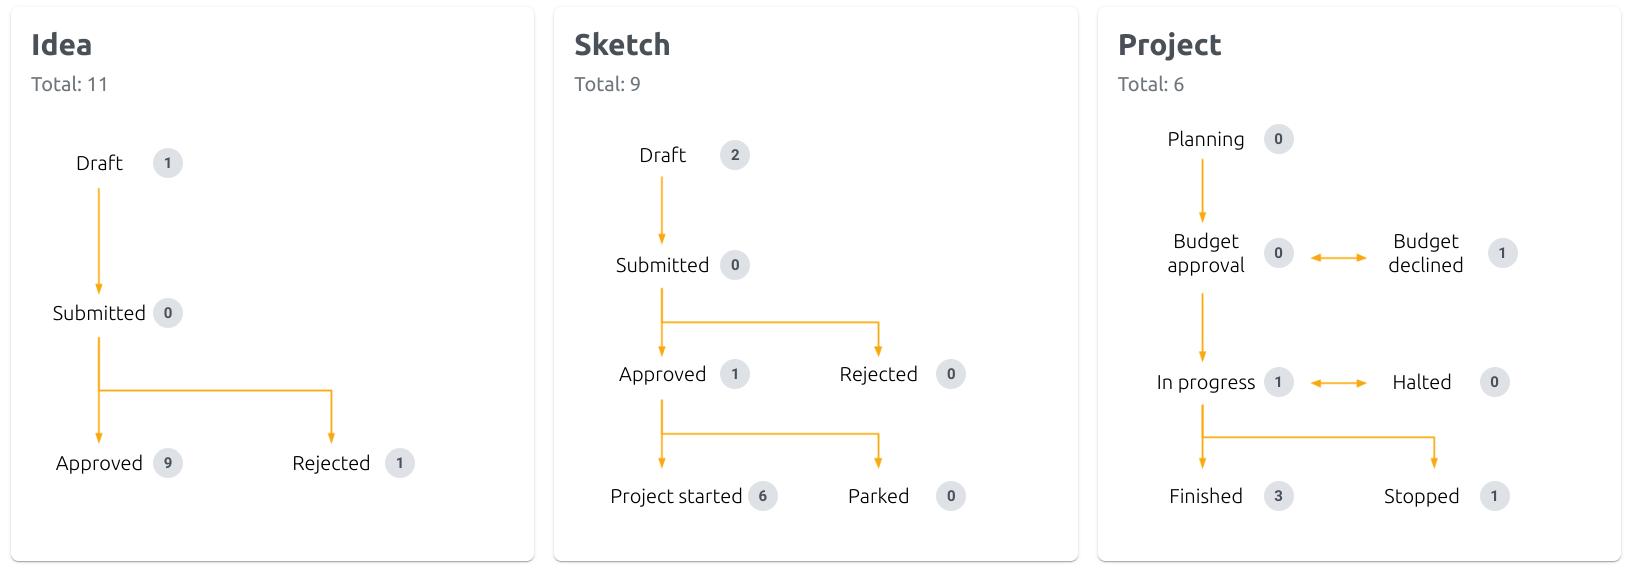 Idea
Total: 11
Draft 1
Submitted 0
Approved 9
Rejected 1
Sketch
Total: 9
Draft 2
Submitted 0
Approved 1
Rejected 0
Project started 6
Parked 0
Project
Total: 6
Planning 0
Budget
approval 0
Budget
declined 1
In progress 1
Halted 0
Finished 3
Stopped 1